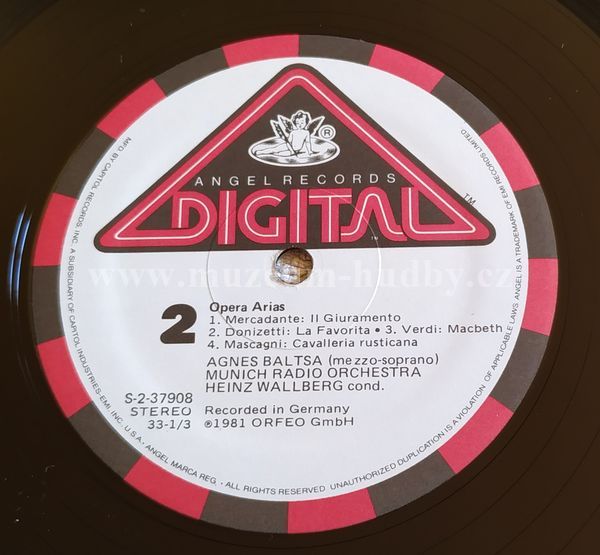 ®
ANGEL RECORDS
DIGITAL
TM
www.muzeum-hudby.cz
2
Opera Arias
1. Mercadante: Il Giuramento
2. Donizetti: La Favorita • 3. Verdi: Macbeth
4. Mascagni: Cavalleria rusticana
AGNES BALTSA (mezzo-soprano)
MUNICH RADIO ORCHESTRA
HEINZ WALLBERG cond.
S-2-37908
STEREO
33-1/3
Recorded in Germany
℗1981 ORFEO GmbH
MFD. BY CAPITOL RECORDS, INC., A SUBSIDIARY OF CAPITOL INDUSTRIES-EMI, INC. U.S.A. • ANGEL MARCA REG. • ALL RIGHTS RESERVED. UNAUTHORIZED DUPLICATION IS A VIOLATION OF APPLICABLE LAWS. ANGEL IS A TRADEMARK OF EMI RECORDS LIMITED.